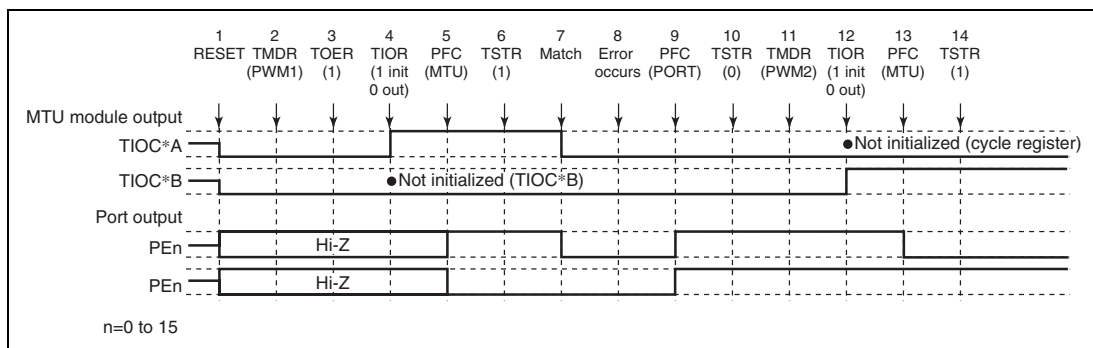 1 2 3 4 5 6 7 8 9 10 11 12 13 14
RESET TMDR TOER TIOR PFC TSTR Match Error PFC TSTR TMDR TIOR PFC TSTR
(PWM1) (1) (1 init (MTU) (1) occurs (PORT) (0) (PWM2) (1 init (MTU) (1)
0 out) 0 out)
MTU module output
TIOC*A ●Not initialized (cycle register)
TIOC*B ●Not initialized (TIOC*B)
Port output
PEn Hi-Z
PEn Hi-Z
n=0 to 15